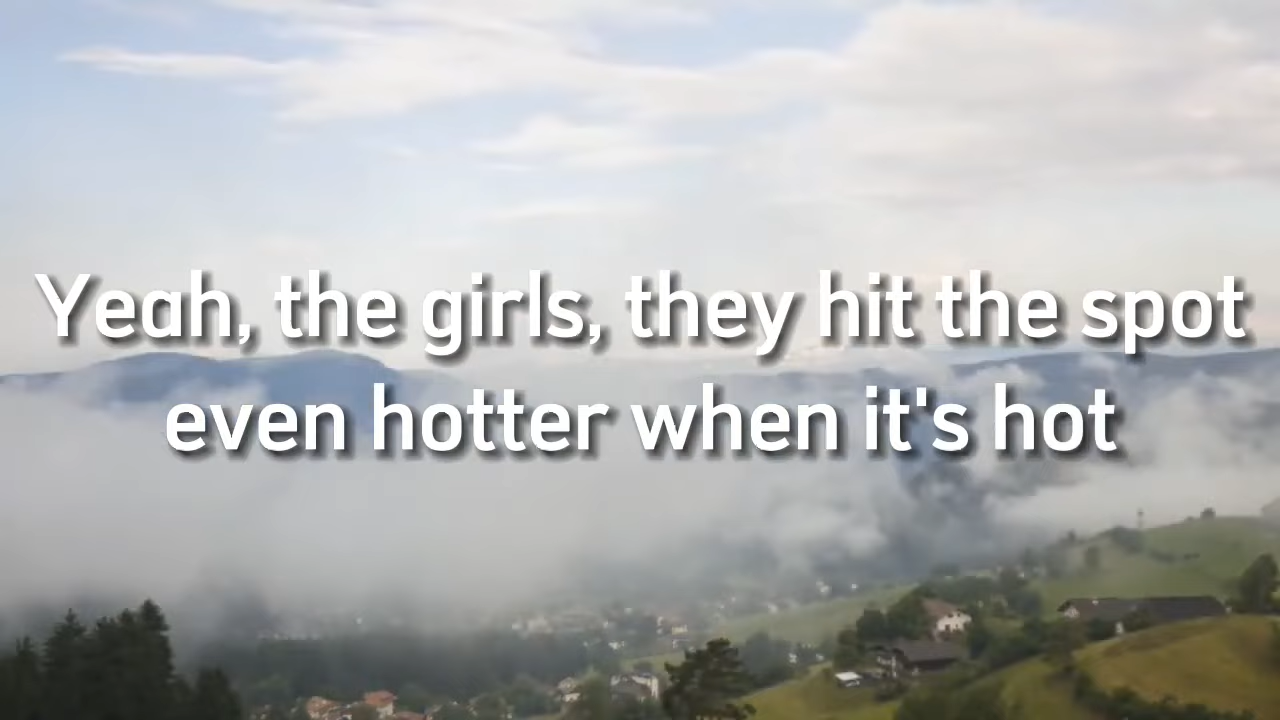 Yeah, the girls, they hit the spot
even hotter when it's hot